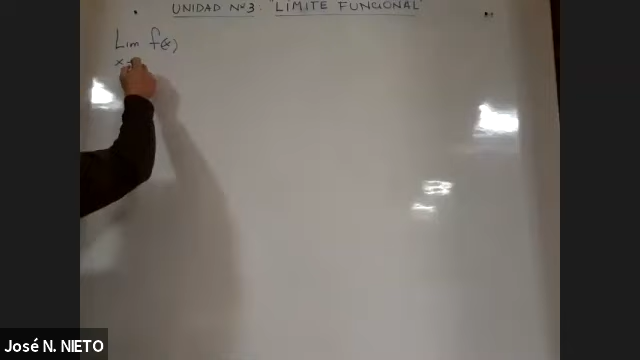 UNIDAD Nº3: "LÍMITE FUNCIONAL"
Lim f(x)
x→
José N. NIETO